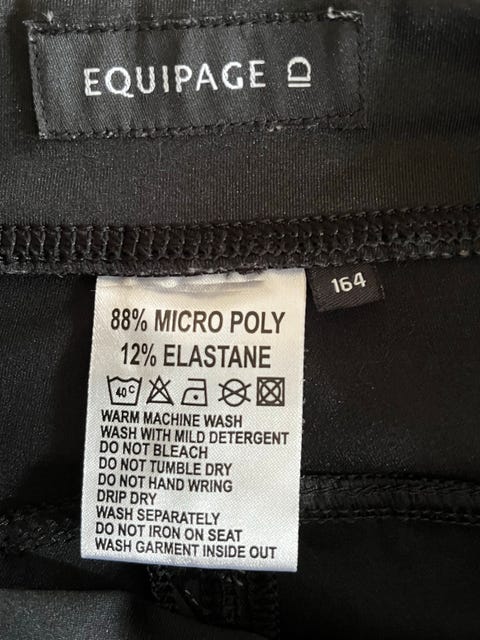 EQUIPAGE
164
88% MICRO POLY
12% ELASTANE
40C
WARM MACHINE WASH
WASH WITH MILD DETERGENT
DO NOT BLEACH
DO NOT TUMBLE DRY
DO NOT HAND WRING
DRIP DRY
WASH SEPARATELY
DO NOT IRON ON SEAT
WASH GARMENT INSIDE OUT